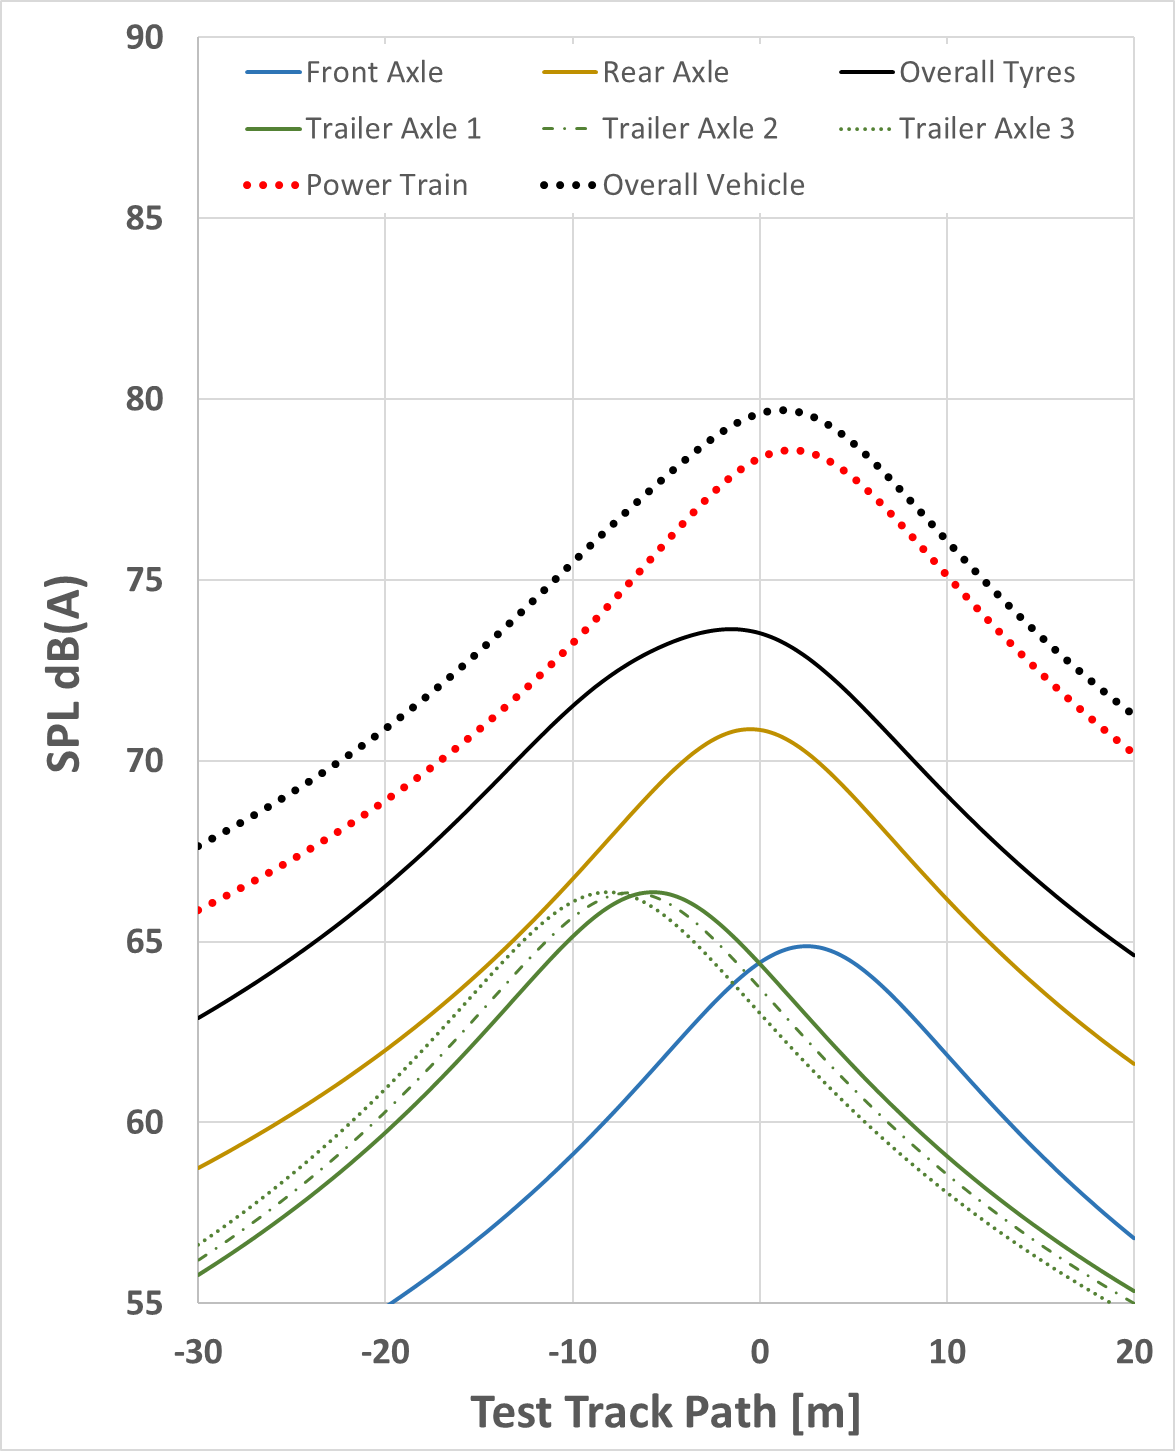 90
Front Axle Rear Axle Overall Tyres
Trailer Axle 1 Trailer Axle 2 Trailer Axle 3
Power Train Overall Vehicle
85
80
75
SPL dB(A)
70
65
60
55
-30 -20 -10 0 10 20
Test Track Path [m]